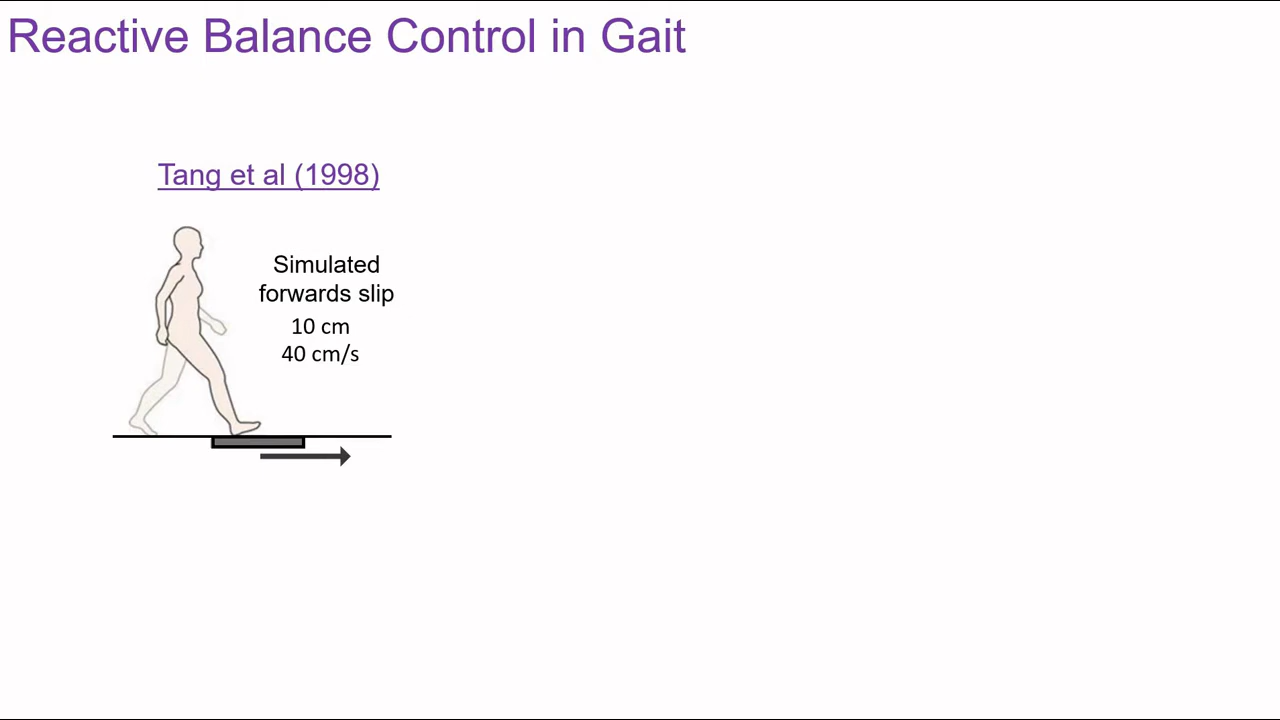 Reactive Balance Control in Gait
Tang et al (1998)
Simulated
forwards slip
10 cm
40 cm/s